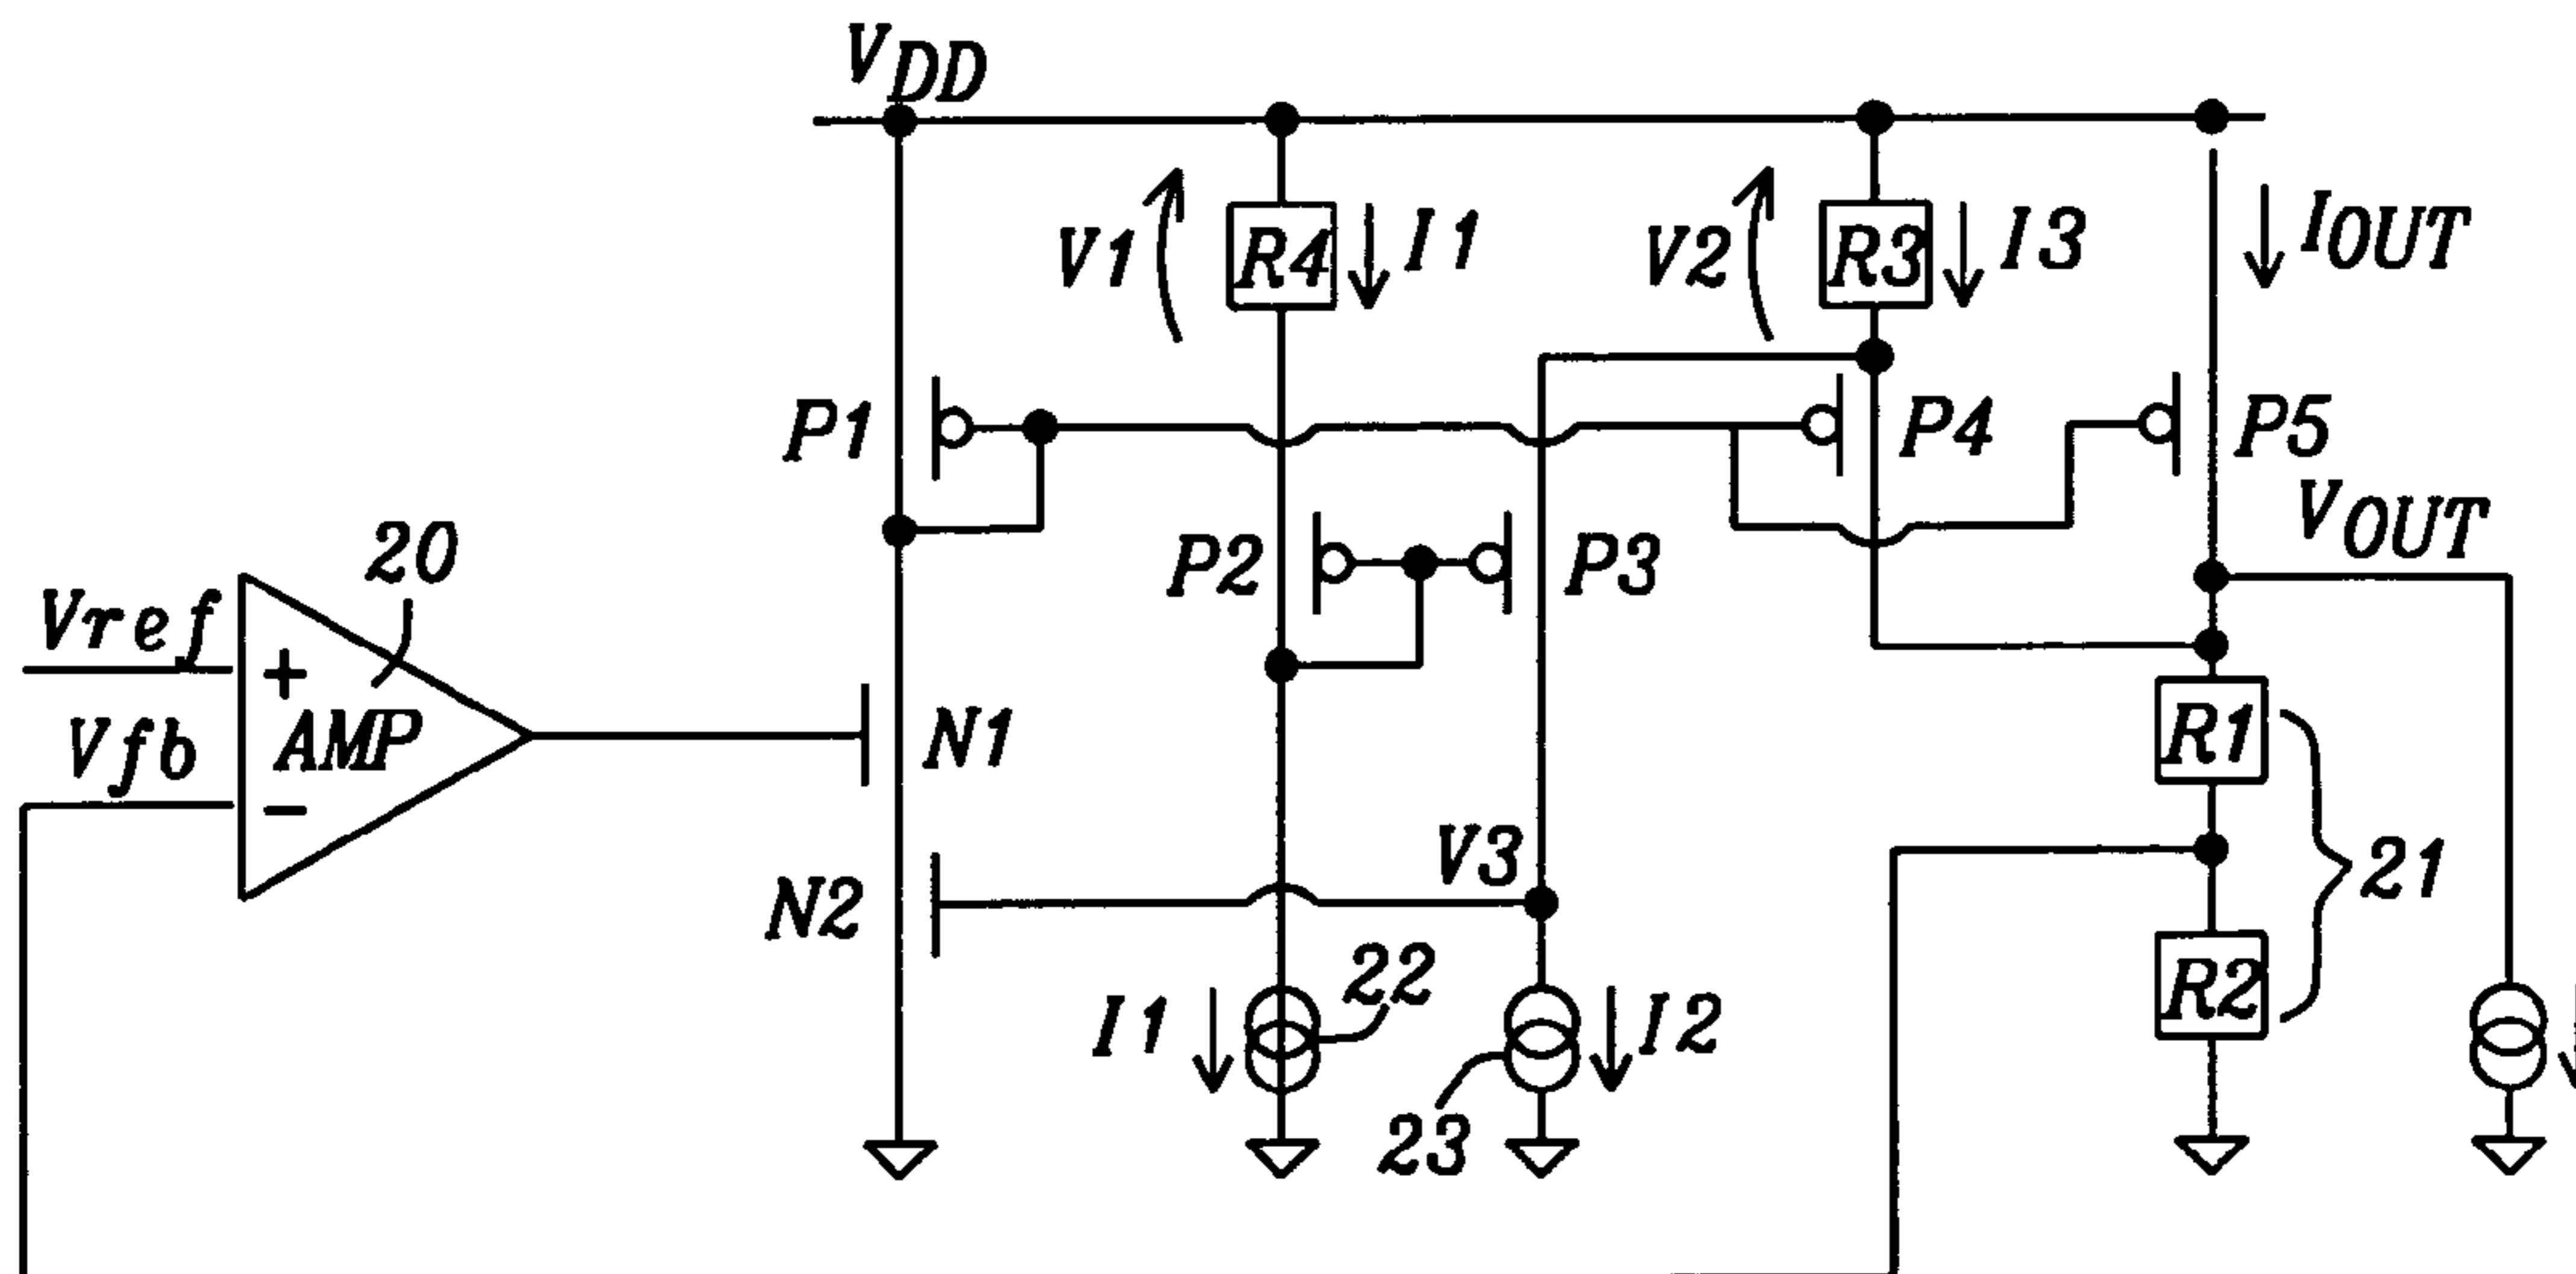 VDD
V1
R4
I1
V2
R3
I3
IOUT
P1
P4
P5
P2
P3
VOUT
20
Vref
+
AMP
Vfb
-
N1
R1
V3
21
N2
R2
22
I1
I2
23